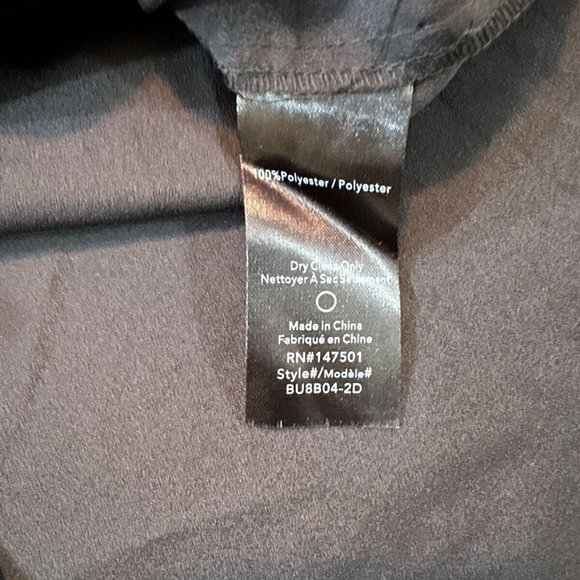 100%Polyester / Polyester
Dry Clean Only
Nettoyer À Sec Seulement
Made in China
Fabriqué en Chine
RN#147501
Style#/Modèle#
BU8B04-2D